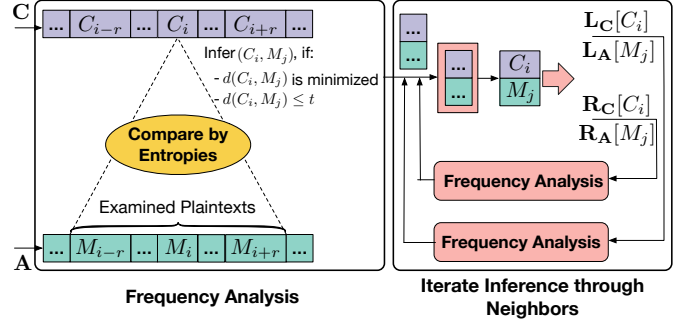 C
... C_{i-r} ... C_i ... C_{i+r} ...
Infer (C_i, M_j), if:
- d(C_i, M_j) is minimized
- d(C_i, M_j) ≤ t
Compare by
Entropies
Examined Plaintexts
... M_{i-r} ... M_i ... M_{i+r} ...
A
Frequency Analysis
...
...
...
...
C_i
M_j
L_C[C_i]
L_A[M_j]
R_C[C_i]
R_A[M_j]
Frequency Analysis
Frequency Analysis
Iterate Inference through
Neighbors